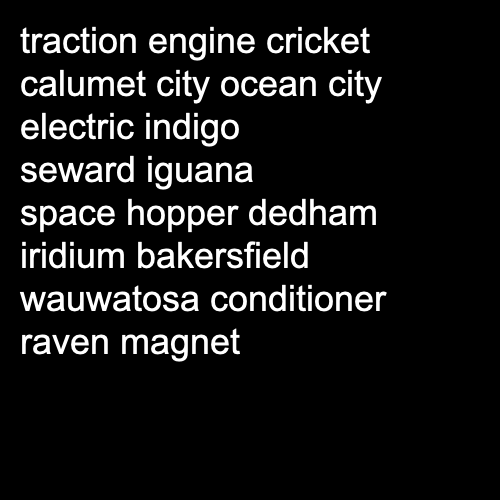 traction engine cricket
calumet city ocean city
electric indigo
seward iguana
space hopper dedham
iridium bakersfield
wauwatosa conditioner
raven magnet